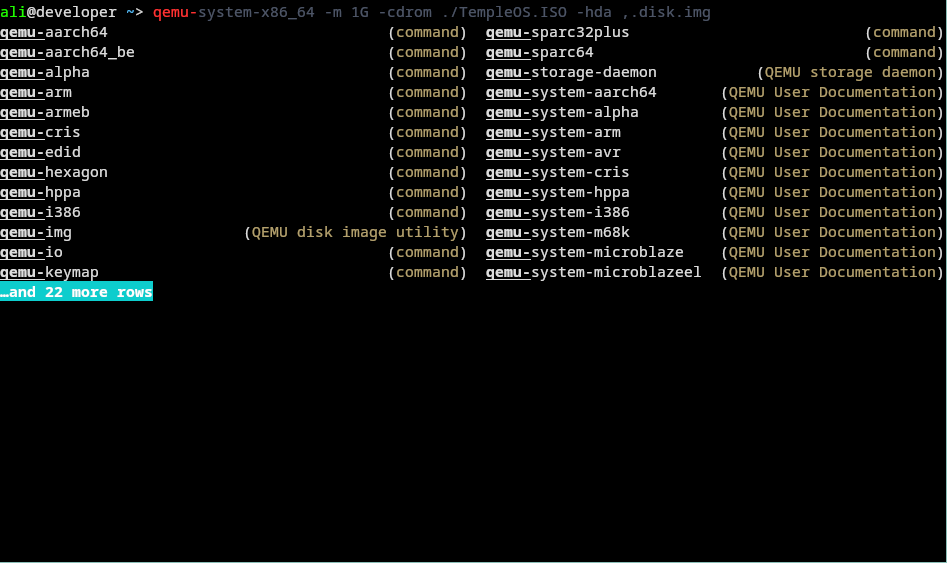 ali@developer ~> qemu-system-x86_64 -m 1G -cdrom ./TempleOS.ISO -hda ,.disk.img
qemu-aarch64 (command) qemu-sparc32plus (command)
qemu-aarch64_be (command) qemu-sparc64 (command)
qemu-alpha (command) qemu-storage-daemon (QEMU storage daemon)
qemu-arm (command) qemu-system-aarch64 (QEMU User Documentation)
qemu-armeb (command) qemu-system-alpha (QEMU User Documentation)
qemu-cris (command) qemu-system-arm (QEMU User Documentation)
qemu-edid (command) qemu-system-avr (QEMU User Documentation)
qemu-hexagon (command) qemu-system-cris (QEMU User Documentation)
qemu-hppa (command) qemu-system-hppa (QEMU User Documentation)
qemu-i386 (command) qemu-system-i386 (QEMU User Documentation)
qemu-img (QEMU disk image utility) qemu-system-m68k (QEMU User Documentation)
qemu-io (command) qemu-system-microblaze (QEMU User Documentation)
qemu-keymap (command) qemu-system-microblazeel (QEMU User Documentation)
…and 22 more rows